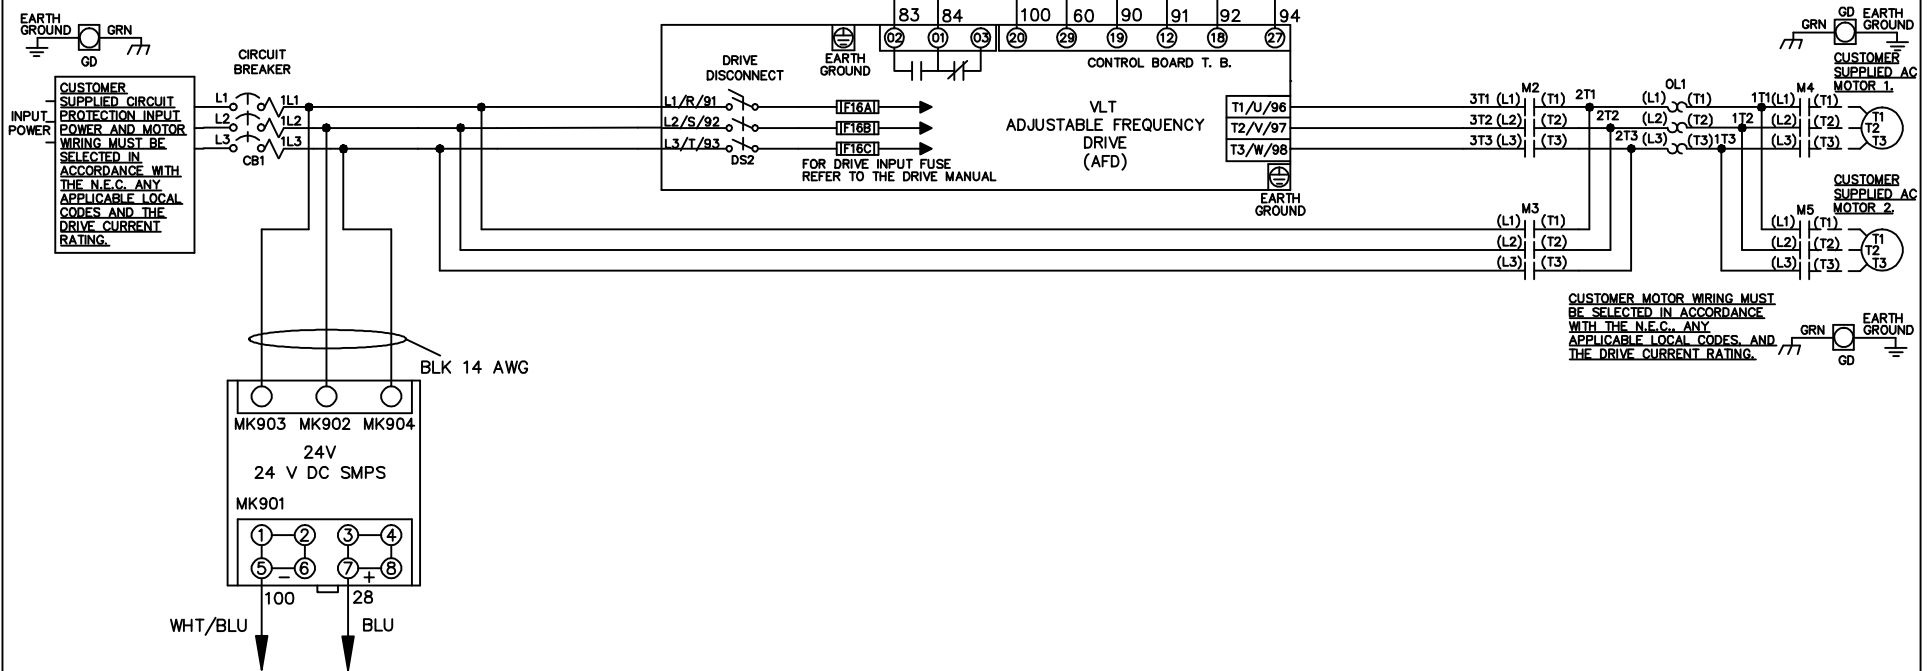 83 84 100 60 90 91 92 94
EARTH
GROUND
GRN
GD
CUSTOMER
SUPPLIED CIRCUIT
PROTECTION INPUT
POWER AND MOTOR
WIRING MUST BE
SELECTED IN
ACCORDANCE WITH
THE N.E.C. ANY
APPLICABLE LOCAL
CODES AND THE
DRIVE CURRENT
RATING.
INPUT
POWER
CIRCUIT
BREAKER
L1 1L1
L2 1L2
L3 1L3
CB1
DRIVE
DISCONNECT
L1/R/91
L2/S/92
L3/T/93
DS2
EARTH
GROUND
02 01 03 20 29 19 12 18 27
CONTROL BOARD T. B.
IF16A
IF16B
IF16C
FOR DRIVE INPUT FUSE
REFER TO THE DRIVE MANUAL
VLT
ADJUSTABLE FREQUENCY
DRIVE
(AFD)
T1/U/96
T2/V/97
T3/W/98
EARTH
GROUND
M2
3T1 (L1) (T1) 2T1
3T2 (L2) (T2) 2T2
3T3 (L3) (T3) 2T3
OL1
(L1) (T1) 1T1
(L2) (T2) 1T2
(L3) (T3) 1T3
M4
(L1) (T1)
(L2) (T2)
(L3) (T3)
T1
T2
T3
GRN
GD
EARTH
GROUND
CUSTOMER
SUPPLIED AC
MOTOR 1.
M3
(L1) (T1)
(L2) (T2)
(L3) (T3)
CUSTOMER
SUPPLIED AC
MOTOR 2.
M5
(L1) (T1)
(L2) (T2)
(L3) (T3)
T1
T2
T3
CUSTOMER MOTOR WIRING MUST
BE SELECTED IN ACCORDANCE
WITH THE N.E.C., ANY
APPLICABLE LOCAL CODES, AND
THE DRIVE CURRENT RATING.
GRN
GD
EARTH
GROUND
BLK 14 AWG
MK903 MK902 MK904
24V
24 V DC SMPS
MK901
1 2 3 4
5 6 7 8
- +
100 28
WHT/BLU BLU